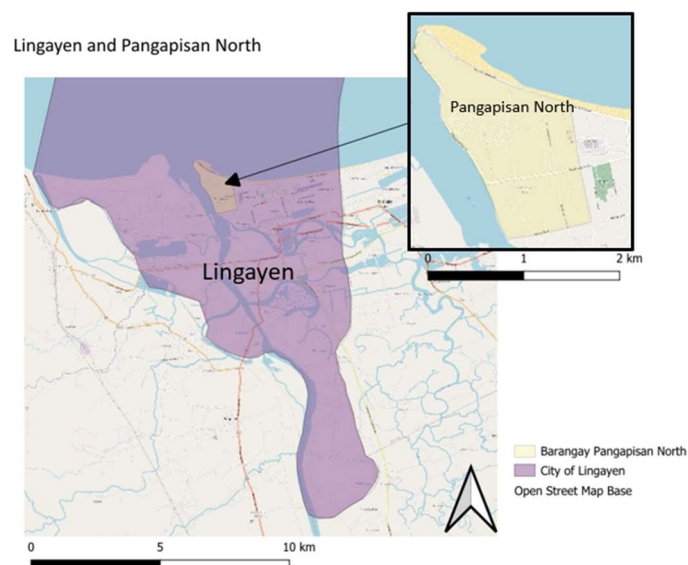 Lingayen and Pangapisan North
Pangapisan North
0 1 2 km
Lingayen
Barangay Pangapisan North
City of Lingayen
Open Street Map Base
0 5 10 km